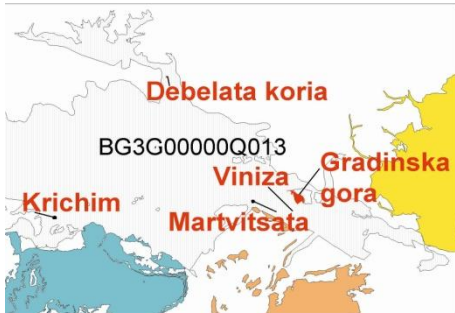 Debelata koria
BG3G00000Q013
Viniza
Gradinska
gora
Krichim
Martvitsata